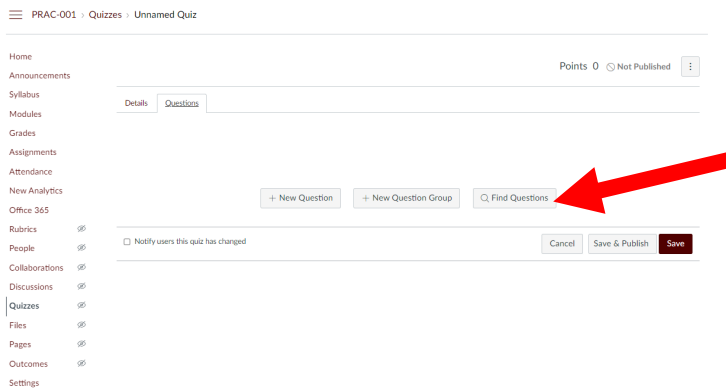 PRAC-001 › Quizzes › Unnamed Quiz
Home
Announcements
Syllabus
Modules
Grades
Assignments
Attendance
New Analytics
Office 365
Rubrics
People
Collaborations
Discussions
Quizzes
Files
Pages
Outcomes
Settings
Points 0 Not Published
Details Questions
+ New Question + New Question Group Find Questions
Notify users this quiz has changed Cancel Save & Publish Save